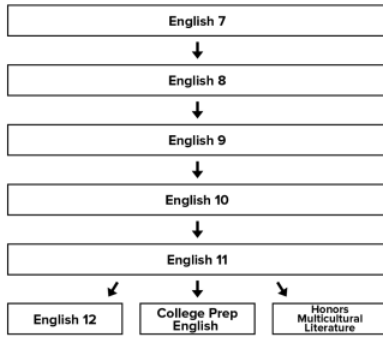 English 7
English 8
English 9
English 10
English 11
English 12
College Prep
English
Honors
Multicultural
Literature